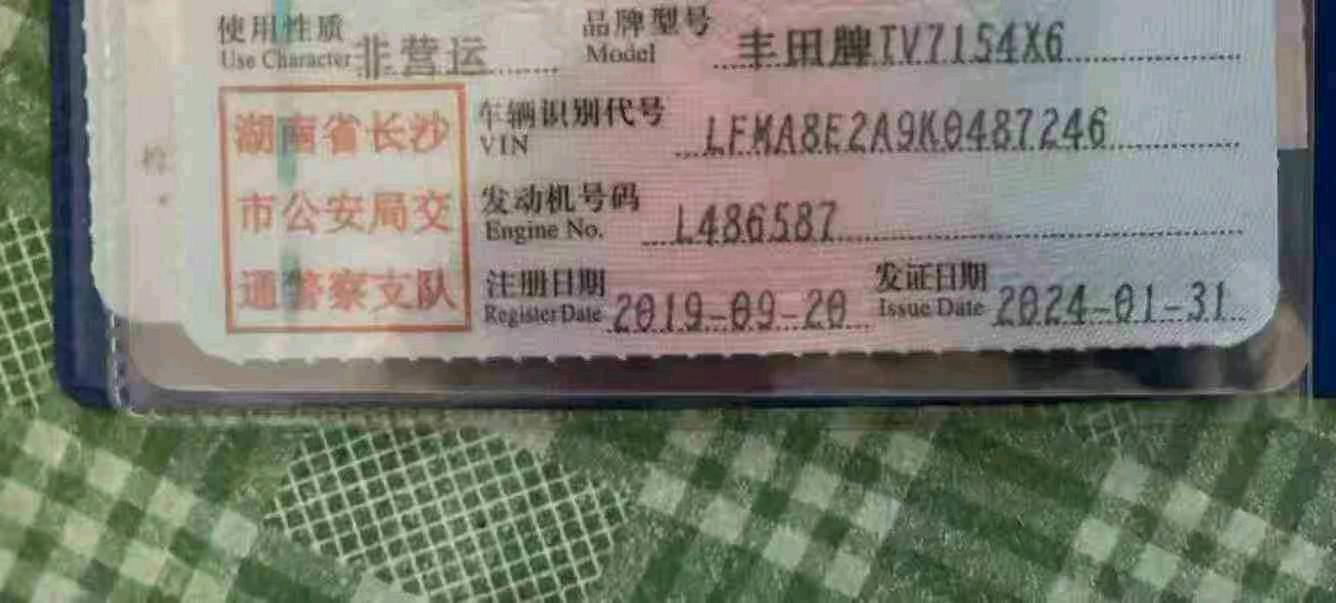 使用性质 品牌型号
Use Character 非营运 Model 丰田牌TV7154X6
湖南省长沙 车辆识别代号
VIN LFMA8E2A9K0487246
市公安局交 发动机号码
Engine No. L486587
通警察支队 注册日期 发证日期
Register Date 2019-09-20 Issue Date 2024-01-31